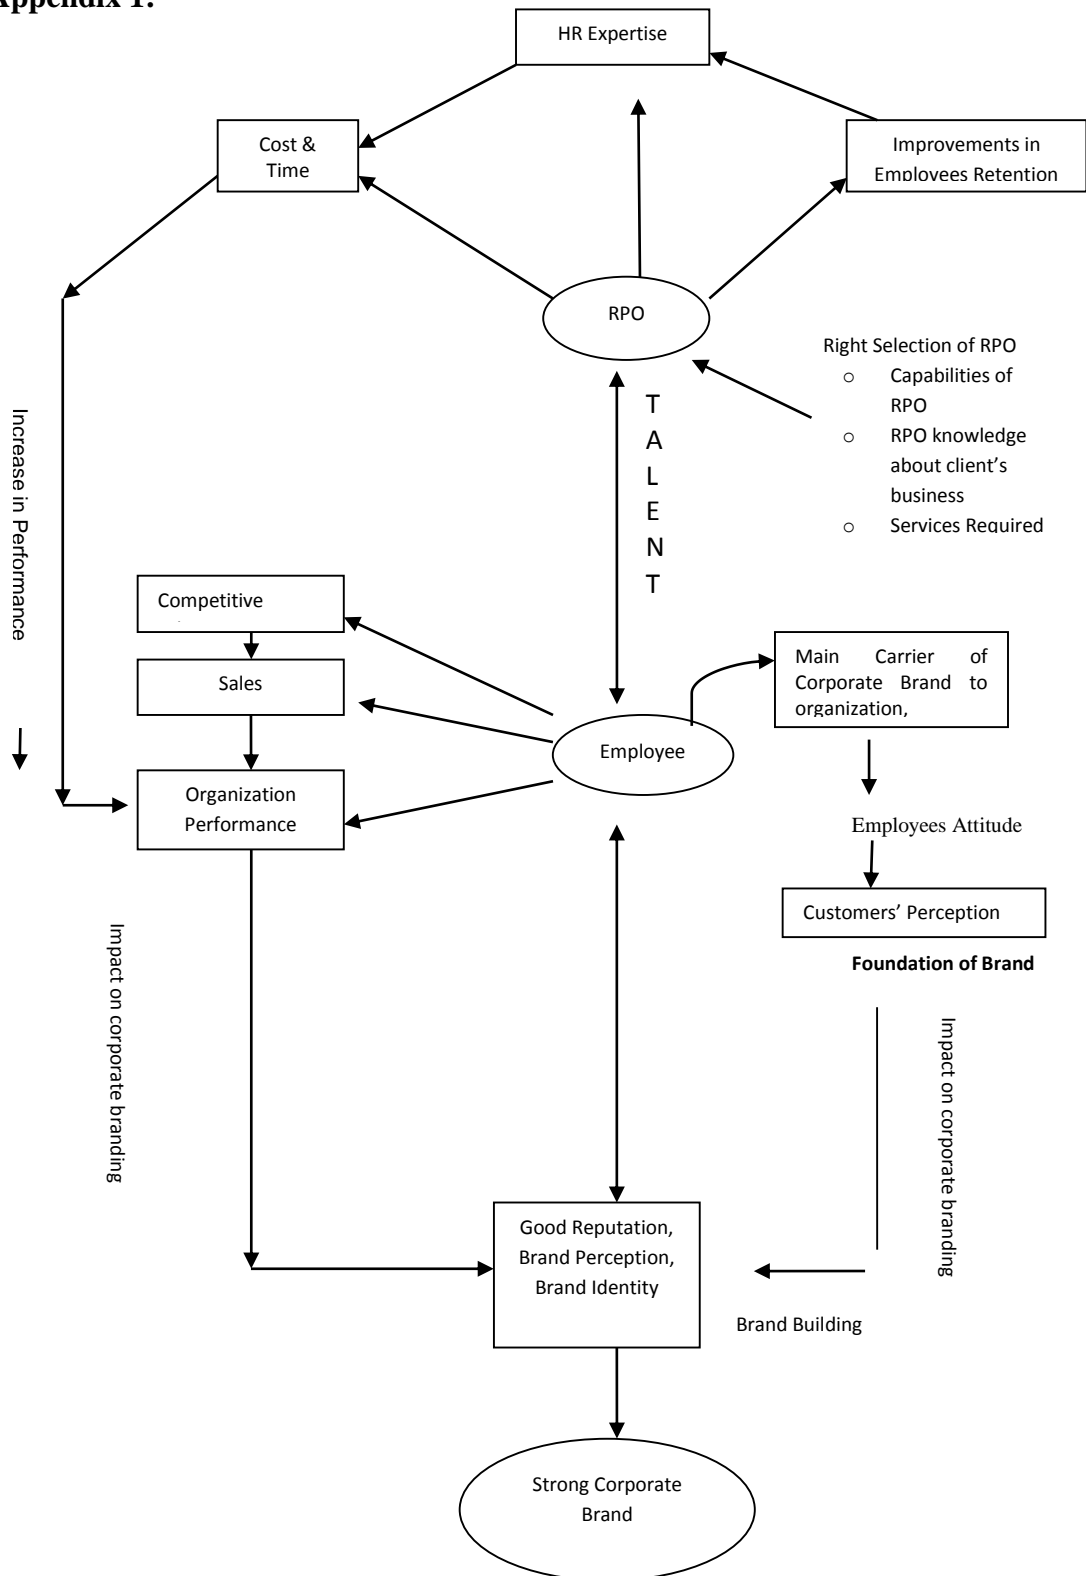 Appendix 1:
HR Expertise
Cost &
Time
Improvements in
Employees Retention
RPO
Right Selection of RPO
o Capabilities of
RPO
o RPO knowledge
about client's
business
o Services Required
T
A
L
E
N
T
Increase in Performance
Competitive
Sales
Organization
Performance
Employee
Main Carrier of
Corporate Brand to
organization,
Employees Attitude
Customers' Perception
Foundation of Brand
Impact on corporate branding
Impact on corporate branding
Good Reputation,
Brand Perception,
Brand Identity
Brand Building
Strong Corporate
Brand